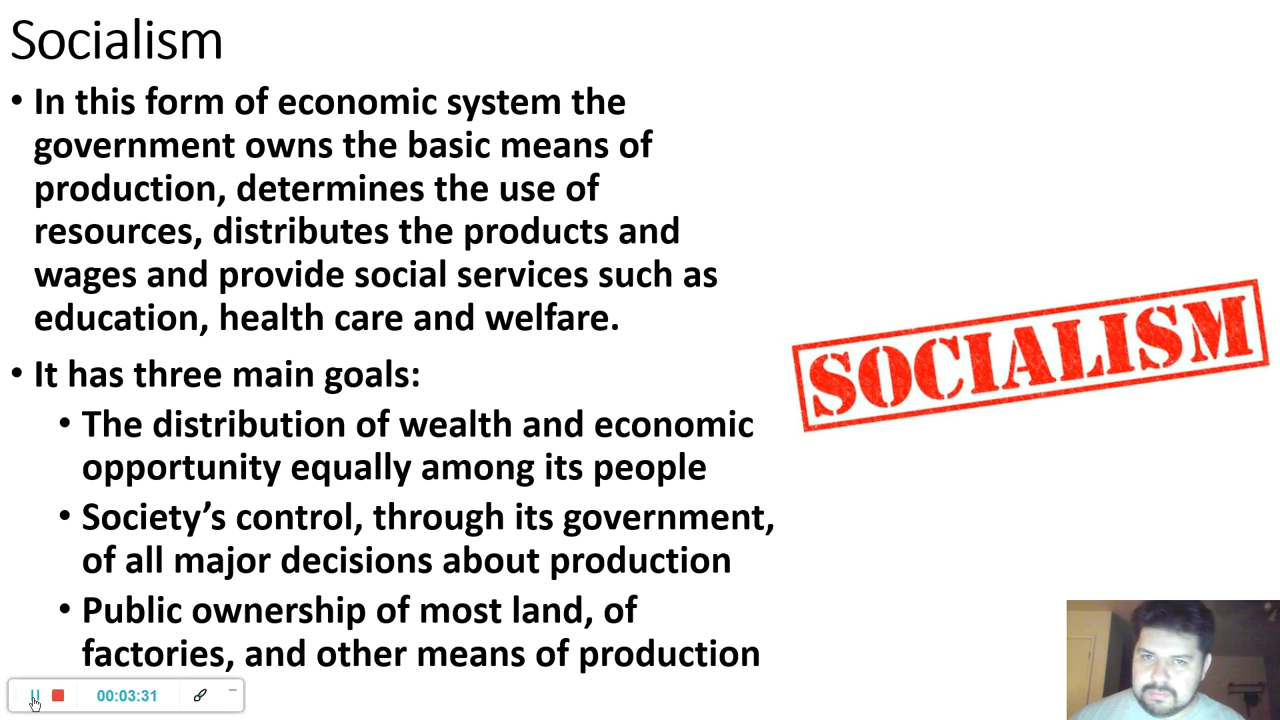 Socialism
• In this form of economic system the
government owns the basic means of
production, determines the use of
resources, distributes the products and
wages and provide social services such as
education, health care and welfare.
• It has three main goals:
• The distribution of wealth and economic
opportunity equally among its people
• Society’s control, through its government,
of all major decisions about production
• Public ownership of most land, of
factories, and other means of production
SOCIALISM
00:03:31